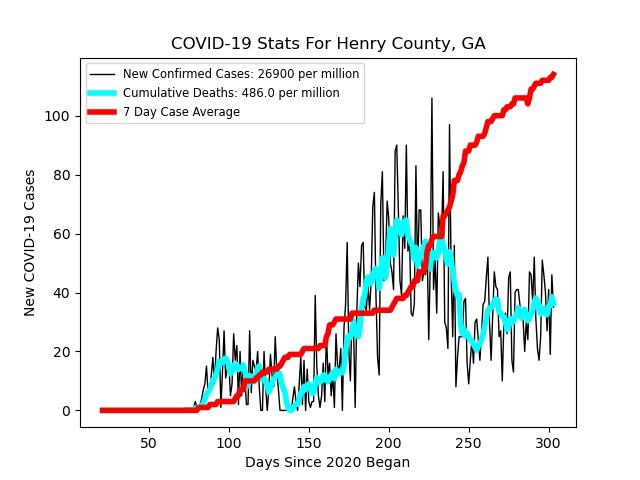 COVID-19 Stats For Henry County, GA
New Confirmed Cases: 26900 per million
Cumulative Deaths: 486.0 per million
7 Day Case Average
100
80
60
40
20
0
New COVID-19 Cases
50 100 150 200 250 300
Days Since 2020 Began